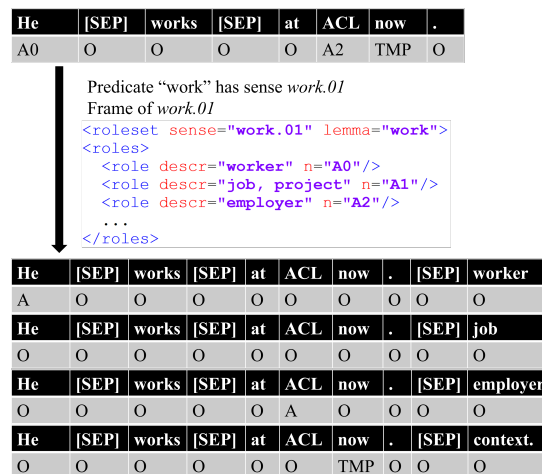 He [SEP] works [SEP] at ACL now .
A0 O O O O A2 TMP O
Predicate “work” has sense work.01
Frame of work.01
<roleset sense="work.01" lemma="work">
<roles>
<role descr="worker" n="A0"/>
<role descr="job, project" n="A1"/>
<role descr="employer" n="A2"/>
...
</roles>
He [SEP] works [SEP] at ACL now . [SEP] worker
A O O O O O O O O O
He [SEP] works [SEP] at ACL now . [SEP] job
O O O O O O O O O O
He [SEP] works [SEP] at ACL now . [SEP] employer
O O O O O A O O O O
He [SEP] works [SEP] at ACL now . [SEP] context.
O O O O O O TMP O O O